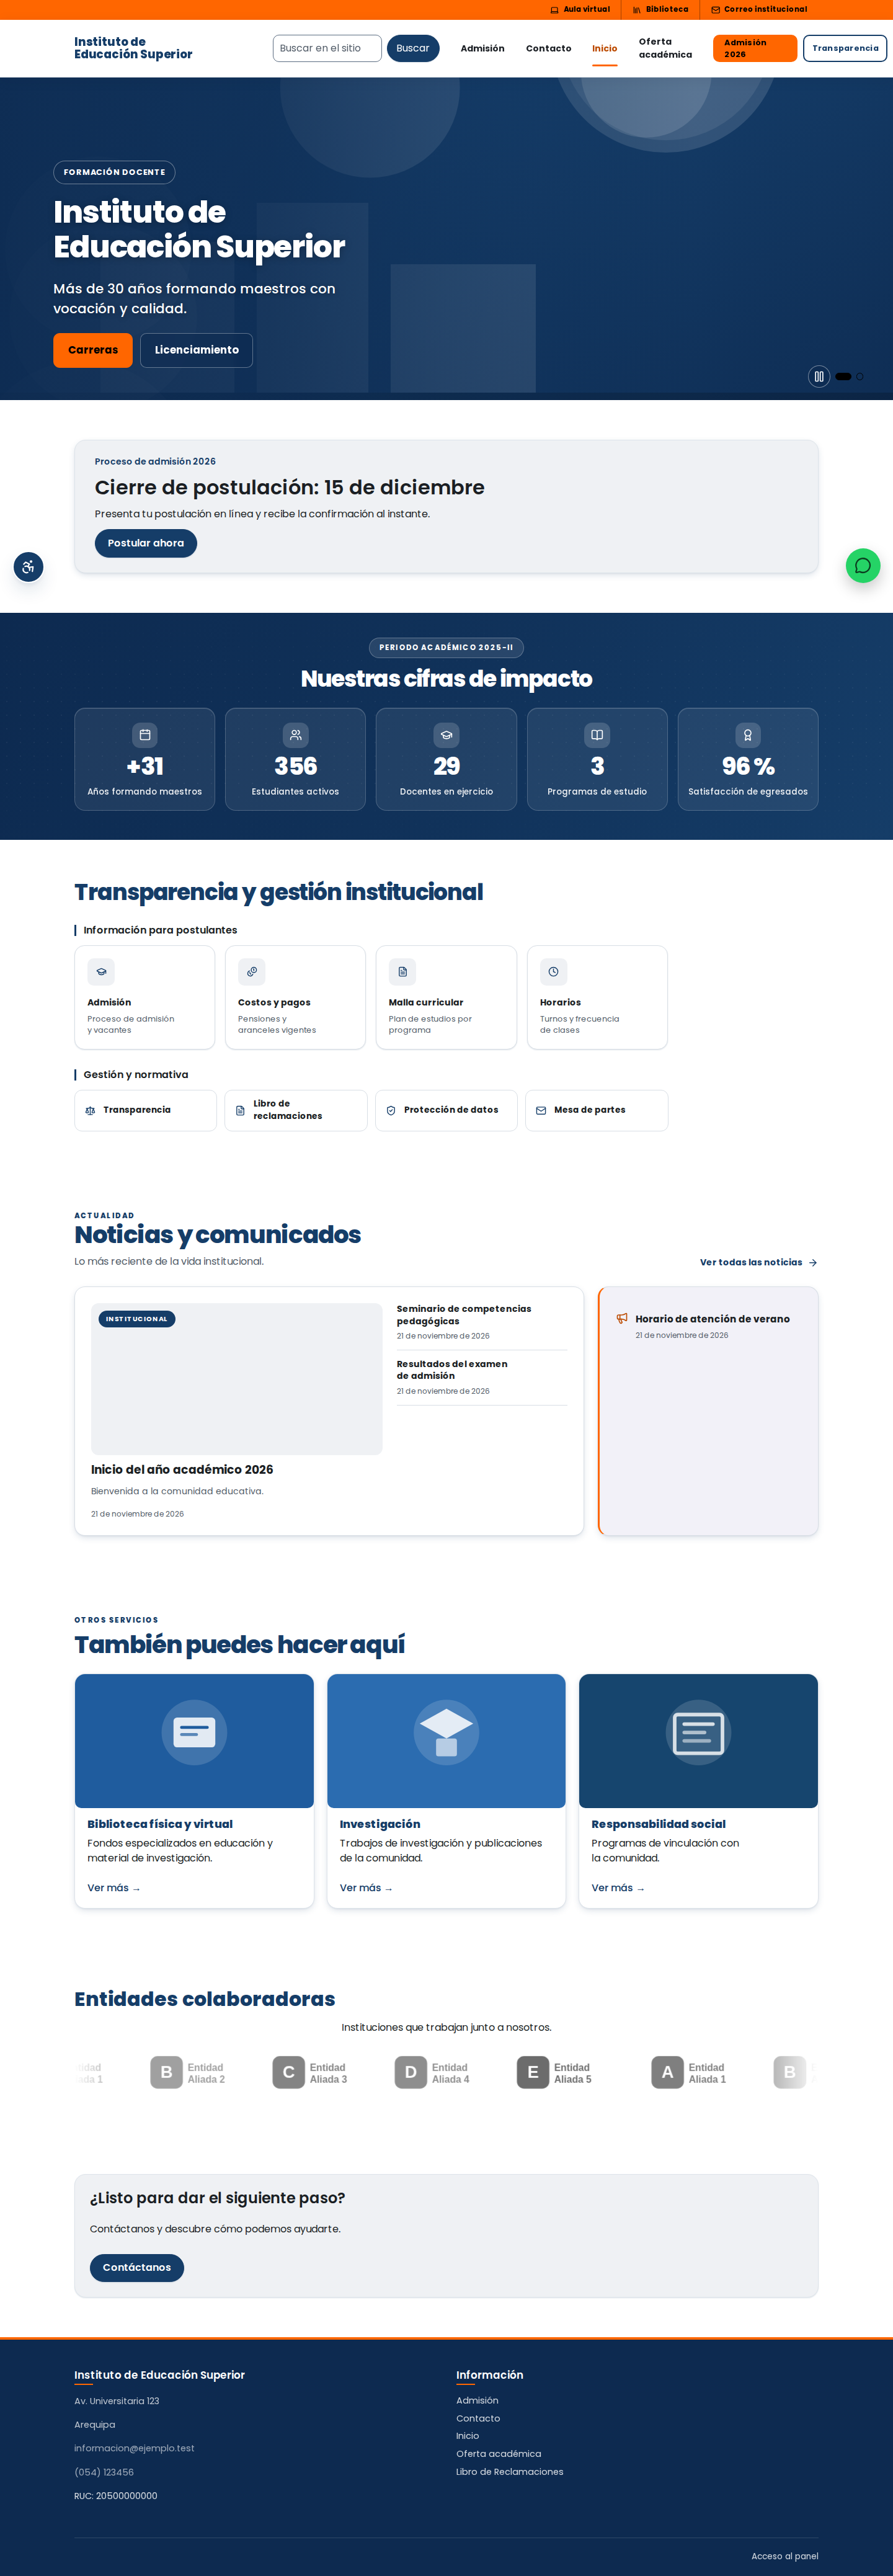 Aula virtual
Biblioteca
Correo institucional
Instituto de
Educación Superior
Buscar en el sitio
Buscar
Admisión
Contacto
Inicio
Oferta
académica
Admisión
2026
Transparencia
FORMACIÓN DOCENTE
Instituto de
Educación Superior
Más de 30 años formando maestros con
vocación y calidad.
Carreras
Licenciamiento
Proceso de admisión 2026
Cierre de postulación: 15 de diciembre
Presenta tu postulación en línea y recibe la confirmación al instante.
Postular ahora
PERIODO ACADÉMICO 2025-II
Nuestras cifras de impacto
+31
Años formando maestros
356
Estudiantes activos
29
Docentes en ejercicio
3
Programas de estudio
96 %
Satisfacción de egresados
Transparencia y gestión institucional
Información para postulantes
Admisión
Proceso de admisión
y vacantes
Costos y pagos
Pensiones y
aranceles vigentes
Malla curricular
Plan de estudios por
programa
Horarios
Turnos y frecuencia
de clases
Gestión y normativa
Transparencia
Libro de
reclamaciones
Protección de datos
Mesa de partes
ACTUALIDAD
Noticias y comunicados
Lo más reciente de la vida institucional.
Ver todas las noticias →
INSTITUCIONAL
Inicio del año académico 2026
Bienvenida a la comunidad educativa.
21 de noviembre de 2026
Seminario de competencias
pedagógicas
21 de noviembre de 2026
Resultados del examen
de admisión
21 de noviembre de 2026
Horario de atención de verano
21 de noviembre de 2026
OTROS SERVICIOS
También puedes hacer aquí
Biblioteca física y virtual
Fondos especializados en educación y
material de investigación.
Ver más →
Investigación
Trabajos de investigación y publicaciones
de la comunidad.
Ver más →
Responsabilidad social
Programas de vinculación con
la comunidad.
Ver más →
Entidades colaboradoras
Instituciones que trabajan junto a nosotros.
B
Entidad
Aliada 2
C
Entidad
Aliada 3
D
Entidad
Aliada 4
E
Entidad
Aliada 5
A
Entidad
Aliada 1
B
¿Listo para dar el siguiente paso?
Contáctanos y descubre cómo podemos ayudarte.
Contáctanos
Instituto de Educación Superior
Av. Universitaria 123
Arequipa
informacion@ejemplo.test
(054) 123456
RUC: 20500000000
Información
Admisión
Contacto
Inicio
Oferta académica
Libro de Reclamaciones
Acceso al panel